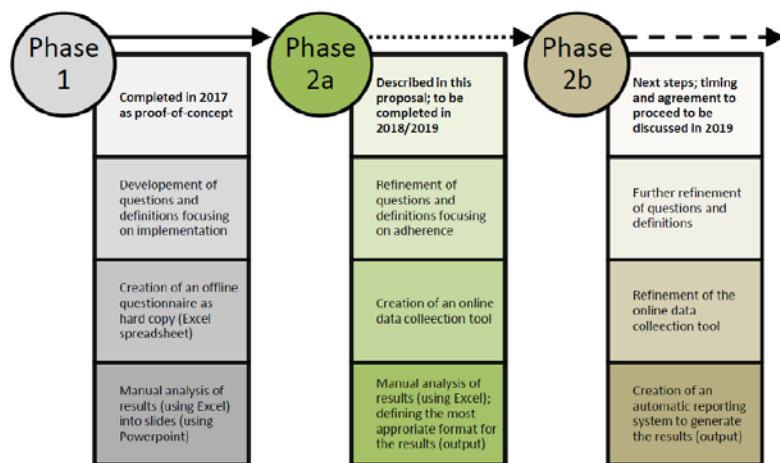 Phase
1
Completed in 2017
as proof-of-concept
Developement of
questions and
definitions focusing
on implementation
Creation of an offline
questionnaire as
hard copy (Excel
spreadsheet)
Manual analysis of
results (using Excel)
into slides (using
Powerpoint)
Phase
2a
Described in this
proposal; to be
completed in
2018/2019
Refinement of
questions and
definitions focusing
on adherence
Creation of an online
data colleection tool
Manual analysis of
results (using Excel);
defining the most
approriate format for
the results (output)
Phase
2b
Next steps; timing
and agreement to
proceed to be
discussed in 2019
Further refinement
of questions and
definitions
Refinement of the
online data
colleection tool
Creation of an
automatic reporting
system to generate
the results (output)